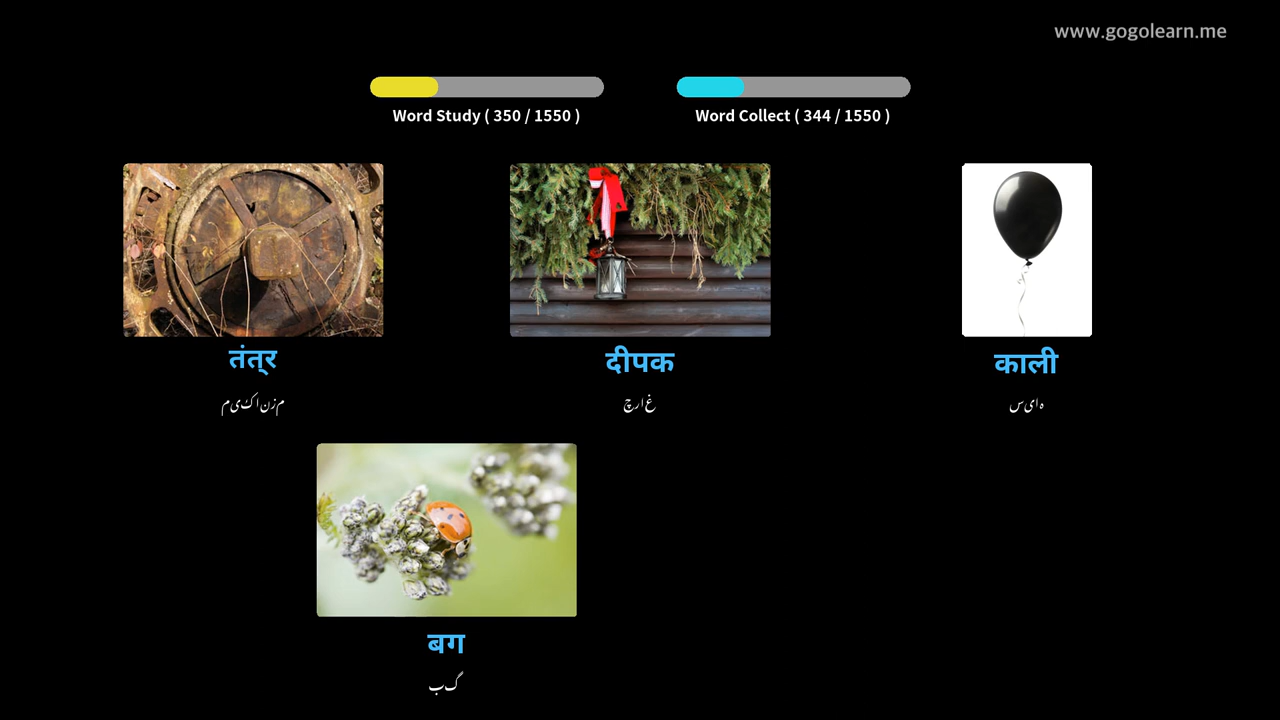 www.gogolearn.me
Word Study ( 350 / 1550 )
Word Collect ( 344 / 1550 )
तंत्र
दीपक
काली
مزناکیم
غارچ
ہایس
बग
گب